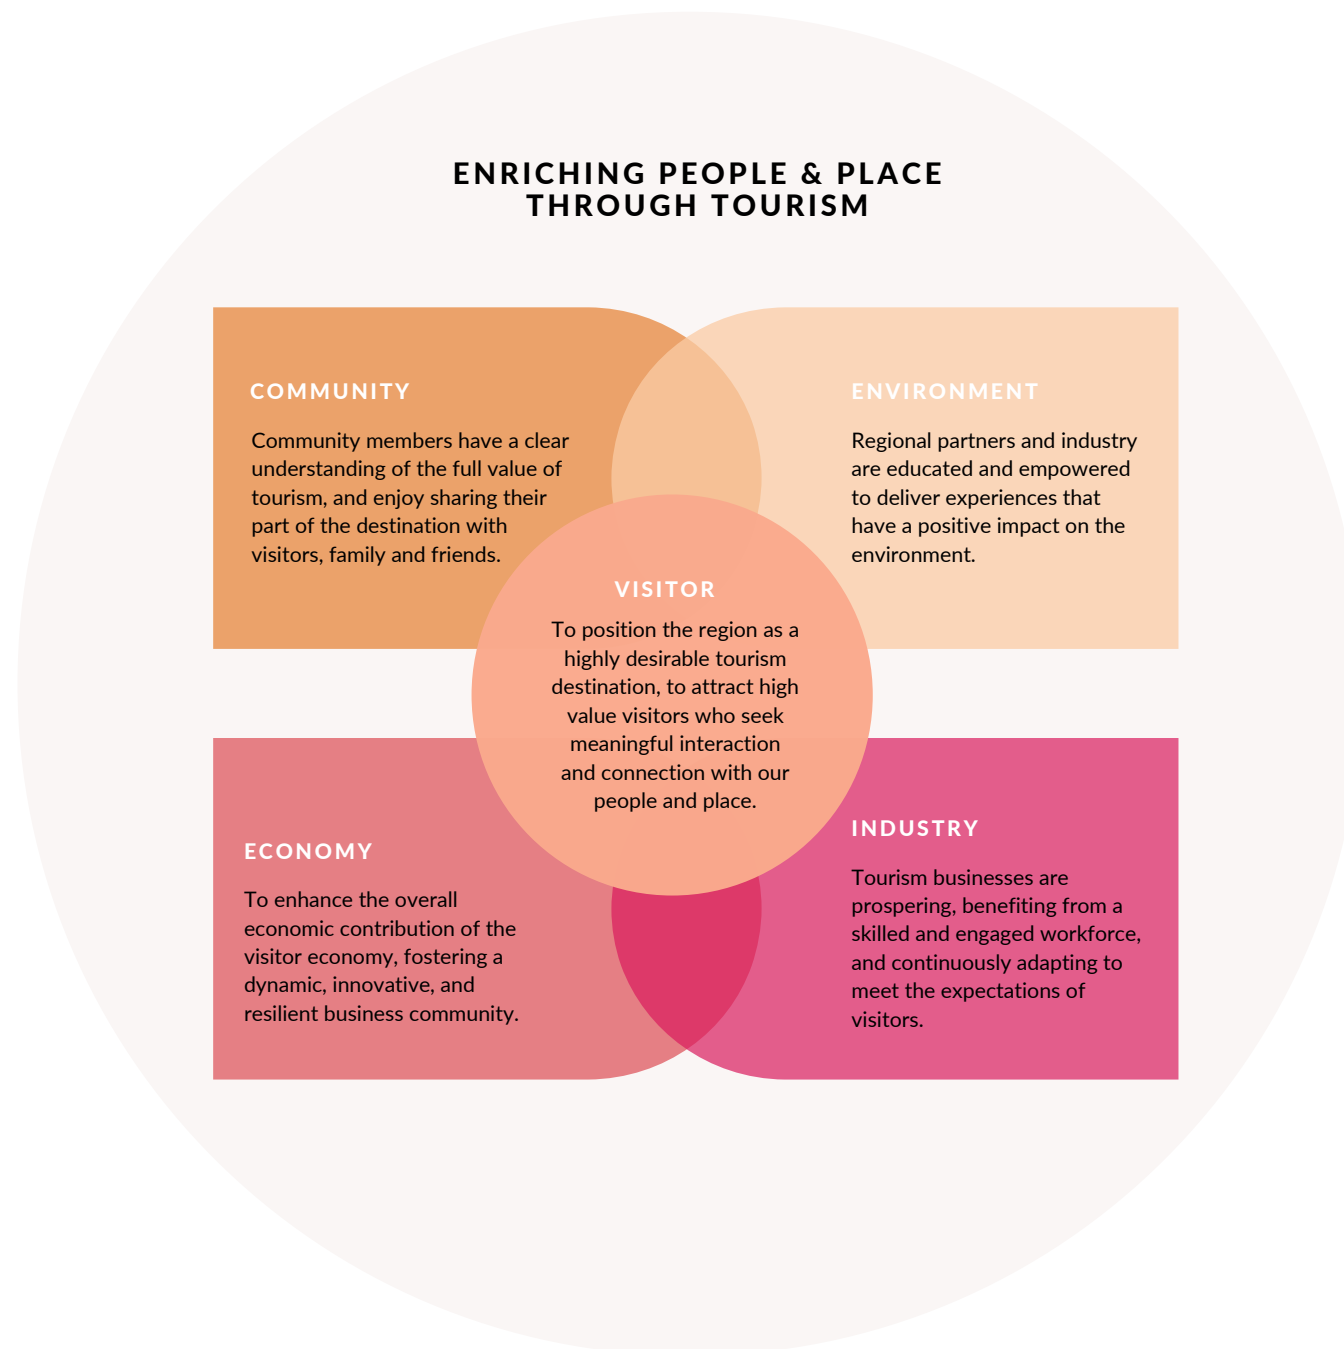 ENRICHING PEOPLE & PLACE
THROUGH TOURISM
COMMUNITY
Community members have a clear
understanding of the full value of
tourism, and enjoy sharing their
part of the destination with
visitors, family and friends.
ENVIRONMENT
Regional partners and industry
are educated and empowered
to deliver experiences that
have a positive impact on the
environment.
VISITOR
To position the region as a
highly desirable tourism
destination, to attract high
value visitors who seek
meaningful interaction
and connection with our
people and place.
ECONOMY
To enhance the overall
economic contribution of the
visitor economy, fostering a
dynamic, innovative, and
resilient business community.
INDUSTRY
Tourism businesses are
prospering, benefiting from a
skilled and engaged workforce,
and continuously adapting to
meet the expectations of
visitors.